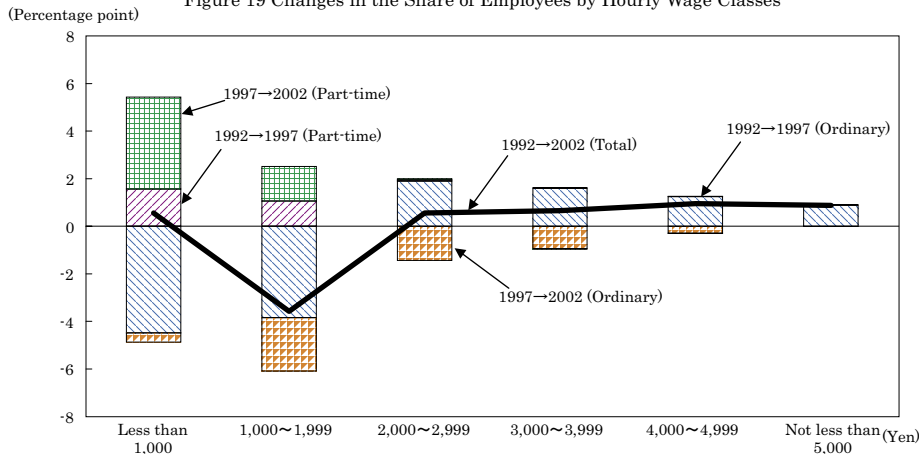 Figure 19 Changes in the Share of Employees by Hourly Wage Classes
(Percentage point)
8
6
4
2
0
-2
-4
-6
-8
1997→2002 (Part-time)
1992→1997 (Part-time)
1992→2002 (Total)
1992→1997 (Ordinary)
1997→2002 (Ordinary)
Less than
1,000
1,000～1,999
2,000～2,999
3,000～3,999
4,000～4,999
Not less than
5,000
(Yen)